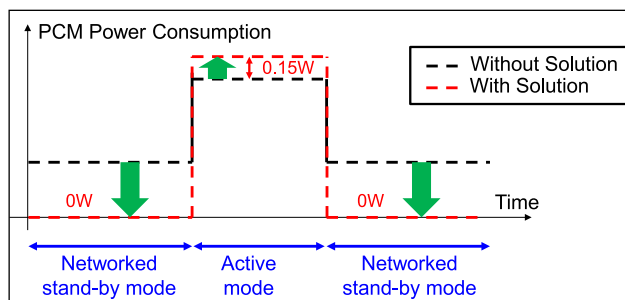 PCM Power Consumption
0.15W
Without Solution
With Solution
0W
0W
Time
Networked
stand-by mode
Active
mode
Networked
stand-by mode